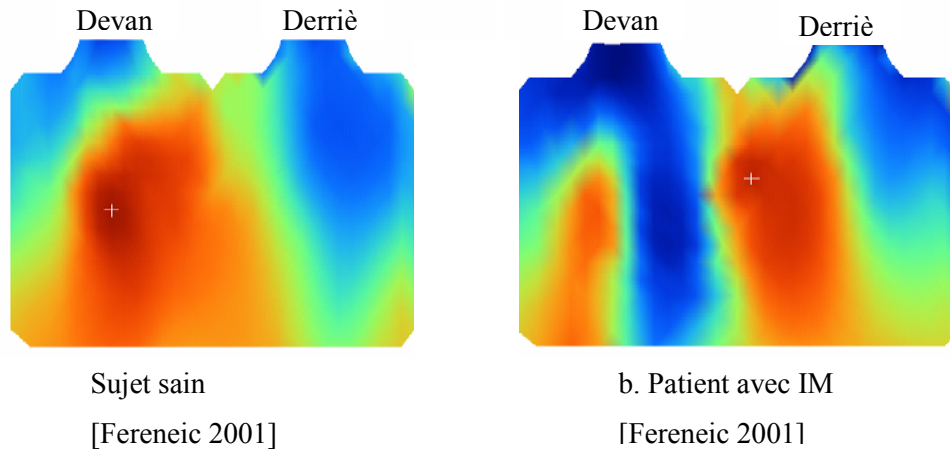 Devan Derriè
Devan Derriè
Sujet sain
[Fereneic 2001]
b. Patient avec IM
[Fereneic 2001]